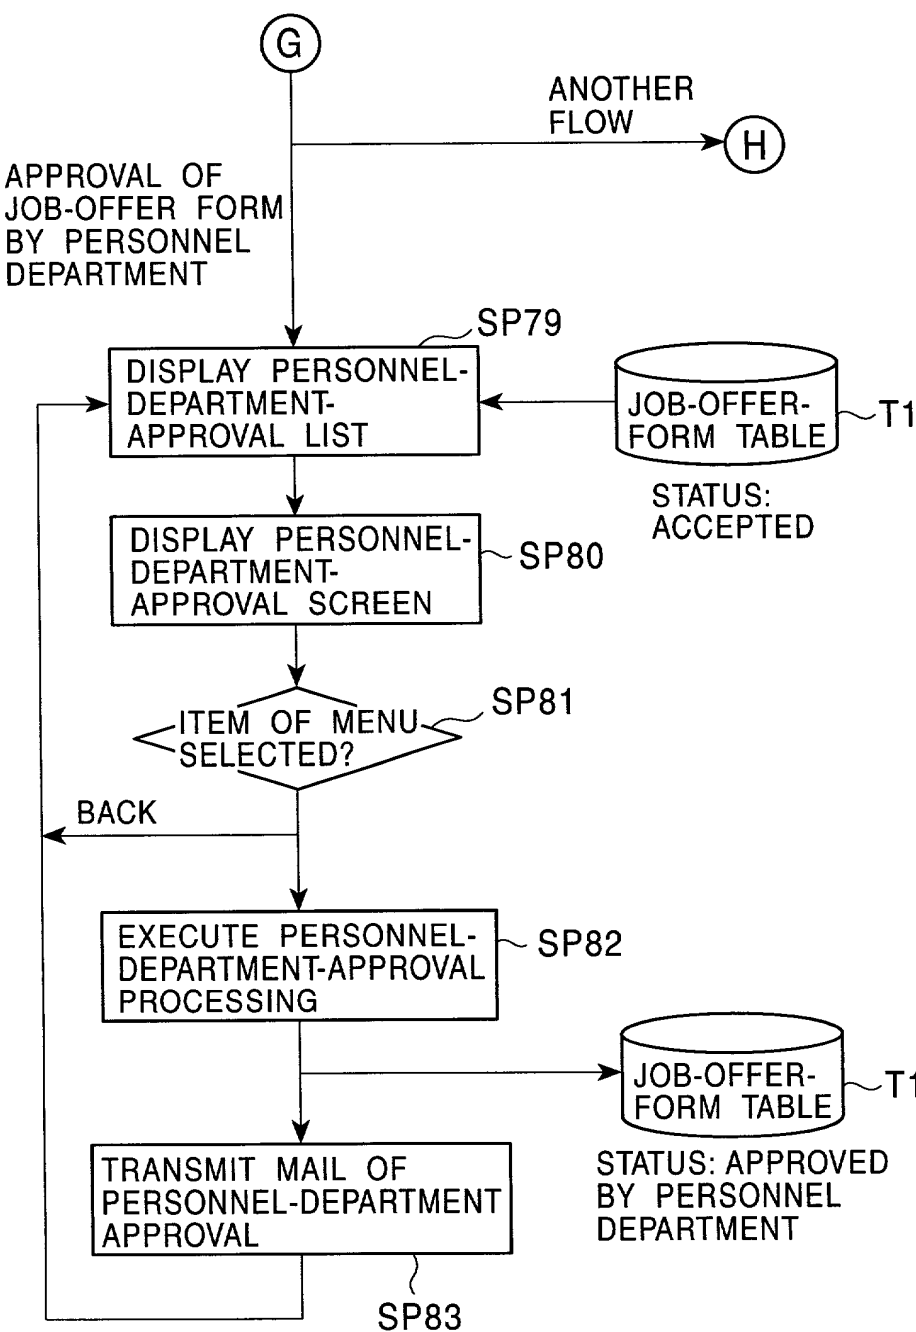 G
ANOTHER
FLOW
H
APPROVAL OF
JOB-OFFER FORM
BY PERSONNEL
DEPARTMENT
SP79
DISPLAY PERSONNEL-
DEPARTMENT-
APPROVAL LIST
JOB-OFFER-
FORM TABLE
T1
STATUS:
ACCEPTED
DISPLAY PERSONNEL-
DEPARTMENT-
APPROVAL SCREEN
SP80
ITEM OF MENU
SELECTED?
SP81
BACK
EXECUTE PERSONNEL-
DEPARTMENT-APPROVAL
PROCESSING
SP82
JOB-OFFER-
FORM TABLE
T1
STATUS: APPROVED
BY PERSONNEL
DEPARTMENT
TRANSMIT MAIL OF
PERSONNEL-DEPARTMENT
APPROVAL
SP83